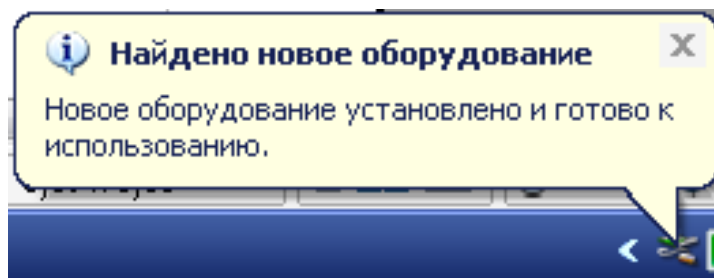 Найдено новое оборудование
Новое оборудование установлено и готово к
использованию.